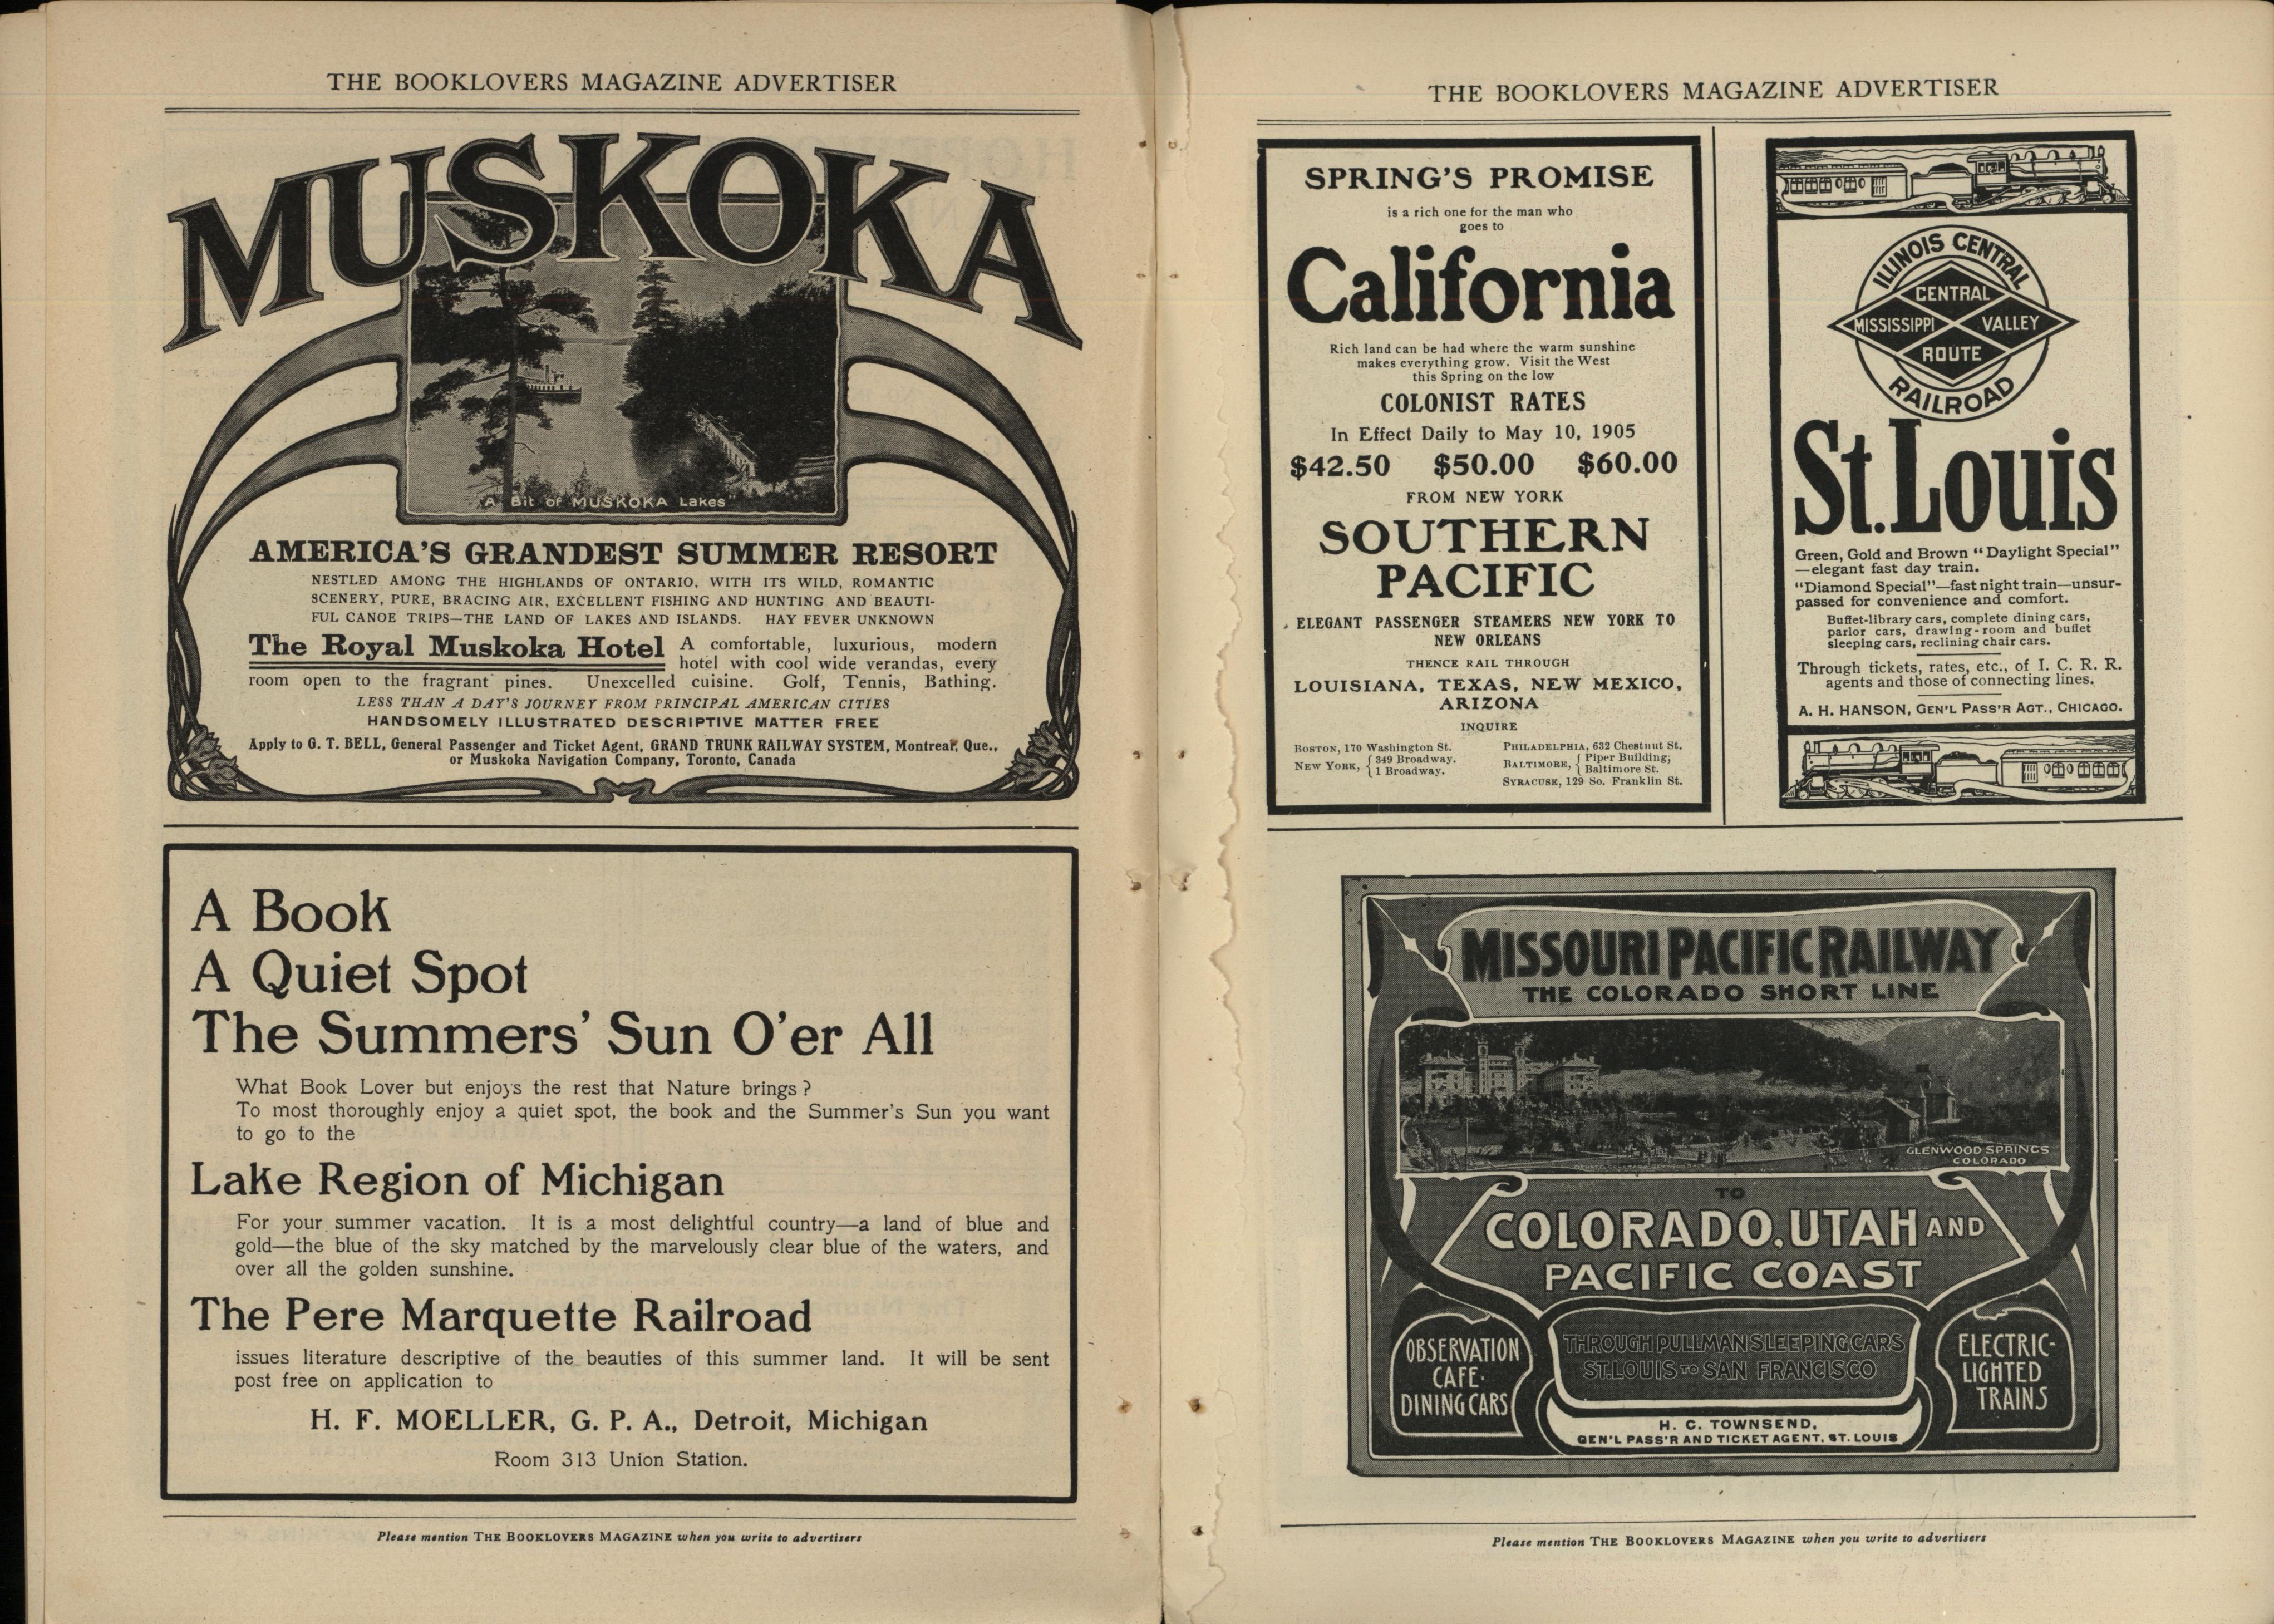 THE BOOKLOVERS MAGAZINE ADVERTISER
MUSKOKA
"A Bit of MUSKOKA Lakes"
AMERICA'S GRANDEST SUMMER RESORT
NESTLED AMONG THE HIGHLANDS OF ONTARIO, WITH ITS WILD, ROMANTIC
SCENERY, PURE, BRACING AIR, EXCELLENT FISHING AND HUNTING AND BEAUTI-
FUL CANOE TRIPS—THE LAND OF LAKES AND ISLANDS. HAY FEVER UNKNOWN
The Royal Muskoka Hotel A comfortable, luxurious, modern
hotel with cool wide verandas, every
room open to the fragrant pines. Unexcelled cuisine. Golf, Tennis, Bathing.
LESS THAN A DAY'S JOURNEY FROM PRINCIPAL AMERICAN CITIES
HANDSOMELY ILLUSTRATED DESCRIPTIVE MATTER FREE
Apply to G. T. BELL, General Passenger and Ticket Agent, GRAND TRUNK RAILWAY SYSTEM, Montreal, Que.,
or Muskoka Navigation Company, Toronto, Canada
A Book
A Quiet Spot
The Summers' Sun O'er All
What Book Lover but enjoys the rest that Nature brings?
To most thoroughly enjoy a quiet spot, the book and the Summer's Sun you want
to go to the
Lake Region of Michigan
For your summer vacation. It is a most delightful country—a land of blue and
gold—the blue of the sky matched by the marvelously clear blue of the waters, and
over all the golden sunshine.
The Pere Marquette Railroad
issues literature descriptive of the beauties of this summer land. It will be sent
post free on application to
H. F. MOELLER, G. P. A., Detroit, Michigan
Room 313 Union Station.
Please mention THE BOOKLOVERS MAGAZINE when you write to advertisers
THE BOOKLOVERS MAGAZINE ADVERTISER
SPRING'S PROMISE
is a rich one for the man who
goes to
California
Rich land can be had where the warm sunshine
makes everything grow. Visit the West
this Spring on the low
COLONIST RATES
In Effect Daily to May 10, 1905
$42.50 $50.00 $60.00
FROM NEW YORK
SOUTHERN
PACIFIC
ELEGANT PASSENGER STEAMERS NEW YORK TO
NEW ORLEANS
THENCE RAIL THROUGH
LOUISIANA, TEXAS, NEW MEXICO,
ARIZONA
INQUIRE
BOSTON, 170 Washington St.
NEW YORK, { 349 Broadway.
1 Broadway.
PHILADELPHIA, 632 Chestnut St.
BALTIMORE, { Piper Building;
Baltimore St.
SYRACUSE, 129 So. Franklin St.
ILLINOIS CENTRAL
CENTRAL
MISSISSIPPI VALLEY
ROUTE
RAILROAD
St. Louis
Green, Gold and Brown "Daylight Special"
—elegant fast day train.
"Diamond Special"—fast night train—unsur-
passed for convenience and comfort.
Buffet-library cars, complete dining cars,
parlor cars, drawing-room and buffet
sleeping cars, reclining chair cars.
Through tickets, rates, etc., of I. C. R. R.
agents and those of connecting lines.
A. H. HANSON, GEN'L PASS'R AGT., CHICAGO.
MISSOURI PACIFIC RAILWAY
THE COLORADO SHORT LINE
GLENWOOD SPRINGS
COLORADO
TO
COLORADO, UTAH AND
PACIFIC COAST
OBSERVATION
CAFE-
DINING CARS
THROUGH PULLMAN SLEEPING CARS
ST. LOUIS TO SAN FRANCISCO
ELECTRIC-
LIGHTED
TRAINS
H. C. TOWNSEND,
GEN'L PASS'R AND TICKET AGENT, ST. LOUIS
Please mention THE BOOKLOVERS MAGAZINE when you write to advertisers